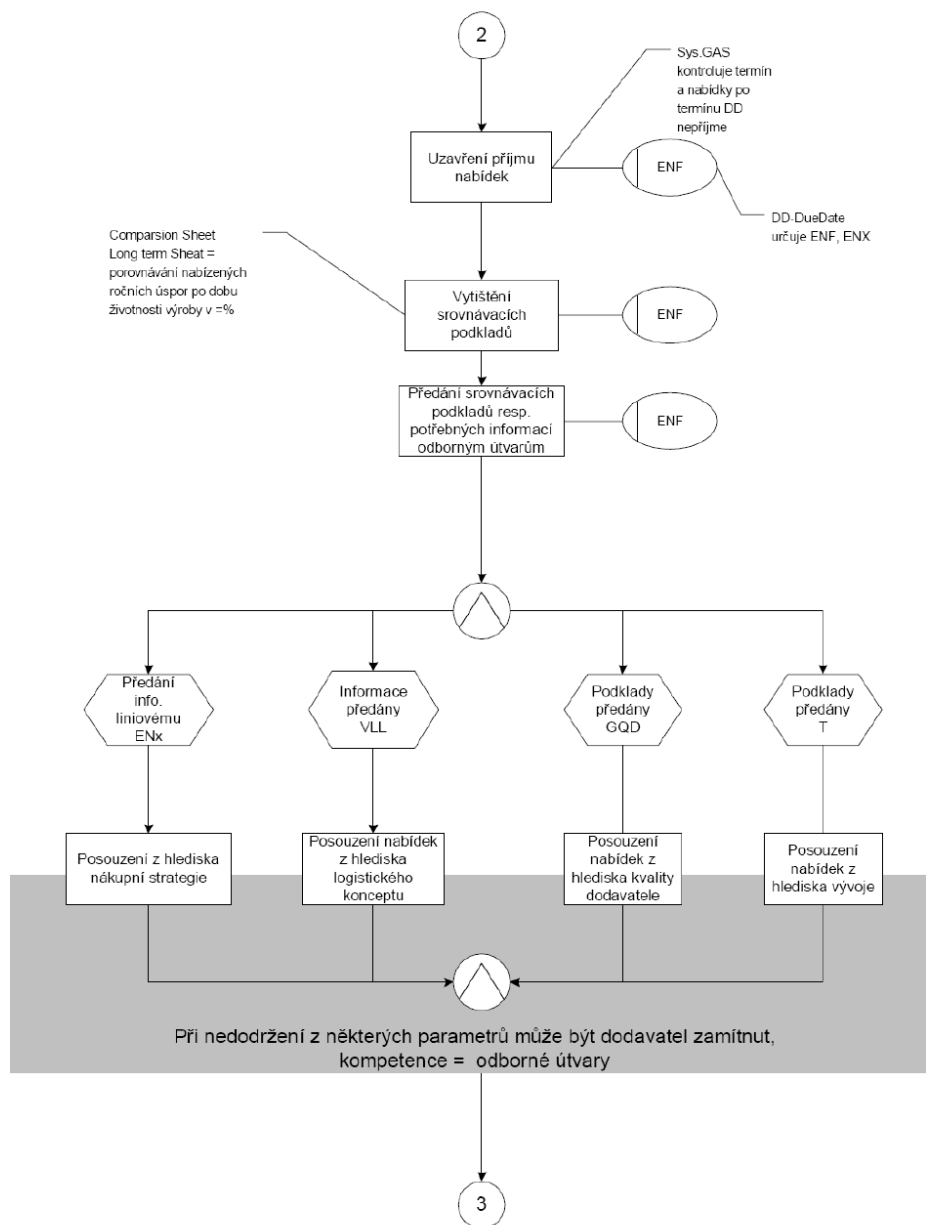 2
Sys.GAS
kontroluje termín
a nabídky po
termínu DD
nepříjme
Uzavření příjmu
nabídek
ENF
DD-DueDate
určuje ENF, ENX
Comparsion Sheet
Long term Sheat =
porovnávání nabízených
ročních úspor po dobu
životnosti výroby v =%
Vytištění
srovnávacích
podkladů
ENF
Předání srovnávacích
podkladů resp.
potřebných informací
odborným útvarům
ENF
Předání
info.
liniovému
ENx
Informace
předány
VLL
Podklady
předány
GQD
Podklady
předány
T
Posouzení z hlediska
nákupní strategie
Posouzení nabídek
z hlediska
logistického
konceptu
Posouzení
nabídek z
hlediska kvality
dodavatele
Posouzení
nabídek z
hlediska vývoje
Při nedodržení z některých parametrů může být dodavatel zamítnut,
kompetence = odborné útvary
3